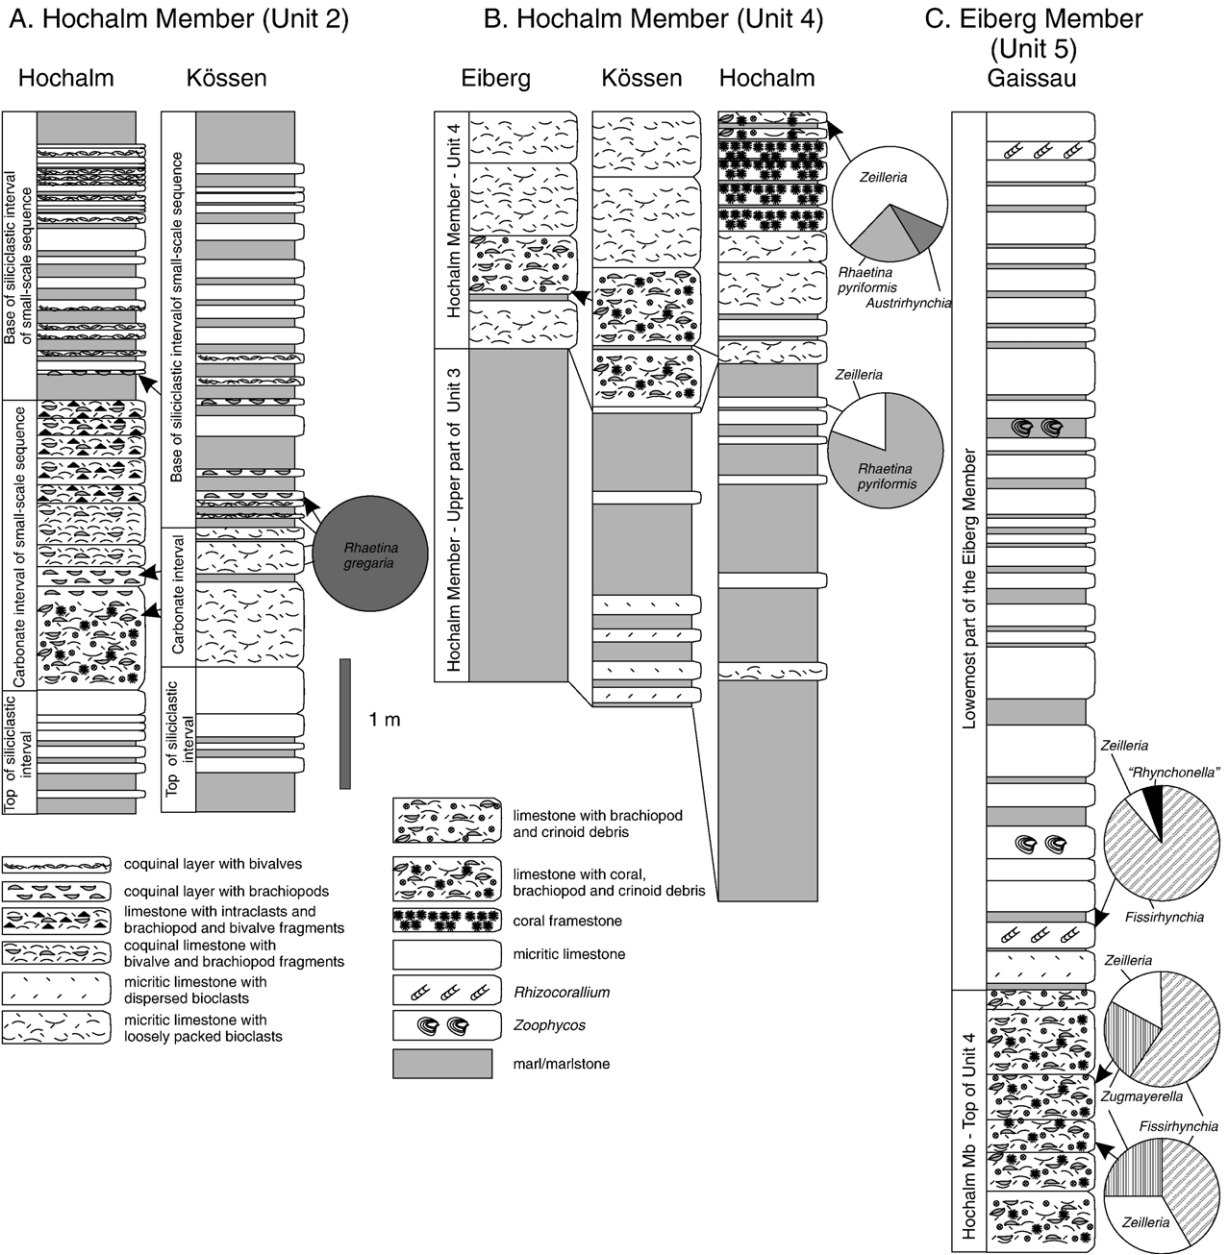 A. Hochalm Member (Unit 2)
Hochalm
Kössen
Base of siliciclastic interval
of small-scale sequence
Carbonate interval of small-scale sequence
Top of siliciclastic
interval
Base of siliciclastic intervalof small-scale sequence
Carbonate interval
Top of siliciclastic
interval
Rhaetina
gregaria
1 m
B. Hochalm Member (Unit 4)
Eiberg
Kössen
Hochalm
Hochalm Member - Unit 4
Hochalm Member - Upper part of Unit 3
Zeilleria
Rhaetina
pyriformis
Austrirhynchia
Zeilleria
Rhaetina
pyriformis
C. Eiberg Member
(Unit 5)
Gaissau
Lowemost part of the Eiberg Member
Hochalm Mb - Top of Unit 4
Zeilleria
“Rhynchonella”
Fissirhynchia
Zeilleria
Zugmayerella
Fissirhynchia
Zeilleria
coquinal layer with bivalves
coquinal layer with brachiopods
limestone with intraclasts and
brachiopod and bivalve fragments
coquinal limestone with
bivalve and brachiopod fragments
micritic limestone with
dispersed bioclasts
micritic limestone with
loosely packed bioclasts
limestone with brachiopod
and crinoid debris
limestone with coral,
brachiopod and crinoid debris
coral framestone
micritic limestone
Rhizocorallium
Zoophycos
marl/marlstone